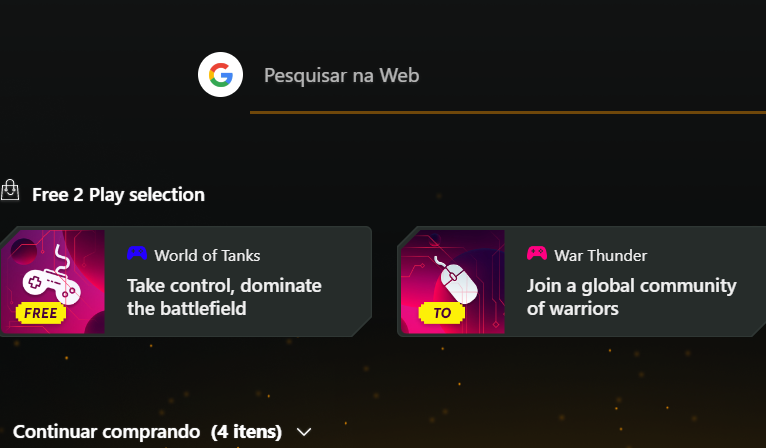 Pesquisar na Web
Free 2 Play selection
World of Tanks
Take control, dominate
the battlefield
FREE
War Thunder
Join a global community
of warriors
TO
Continuar comprando (4 itens)